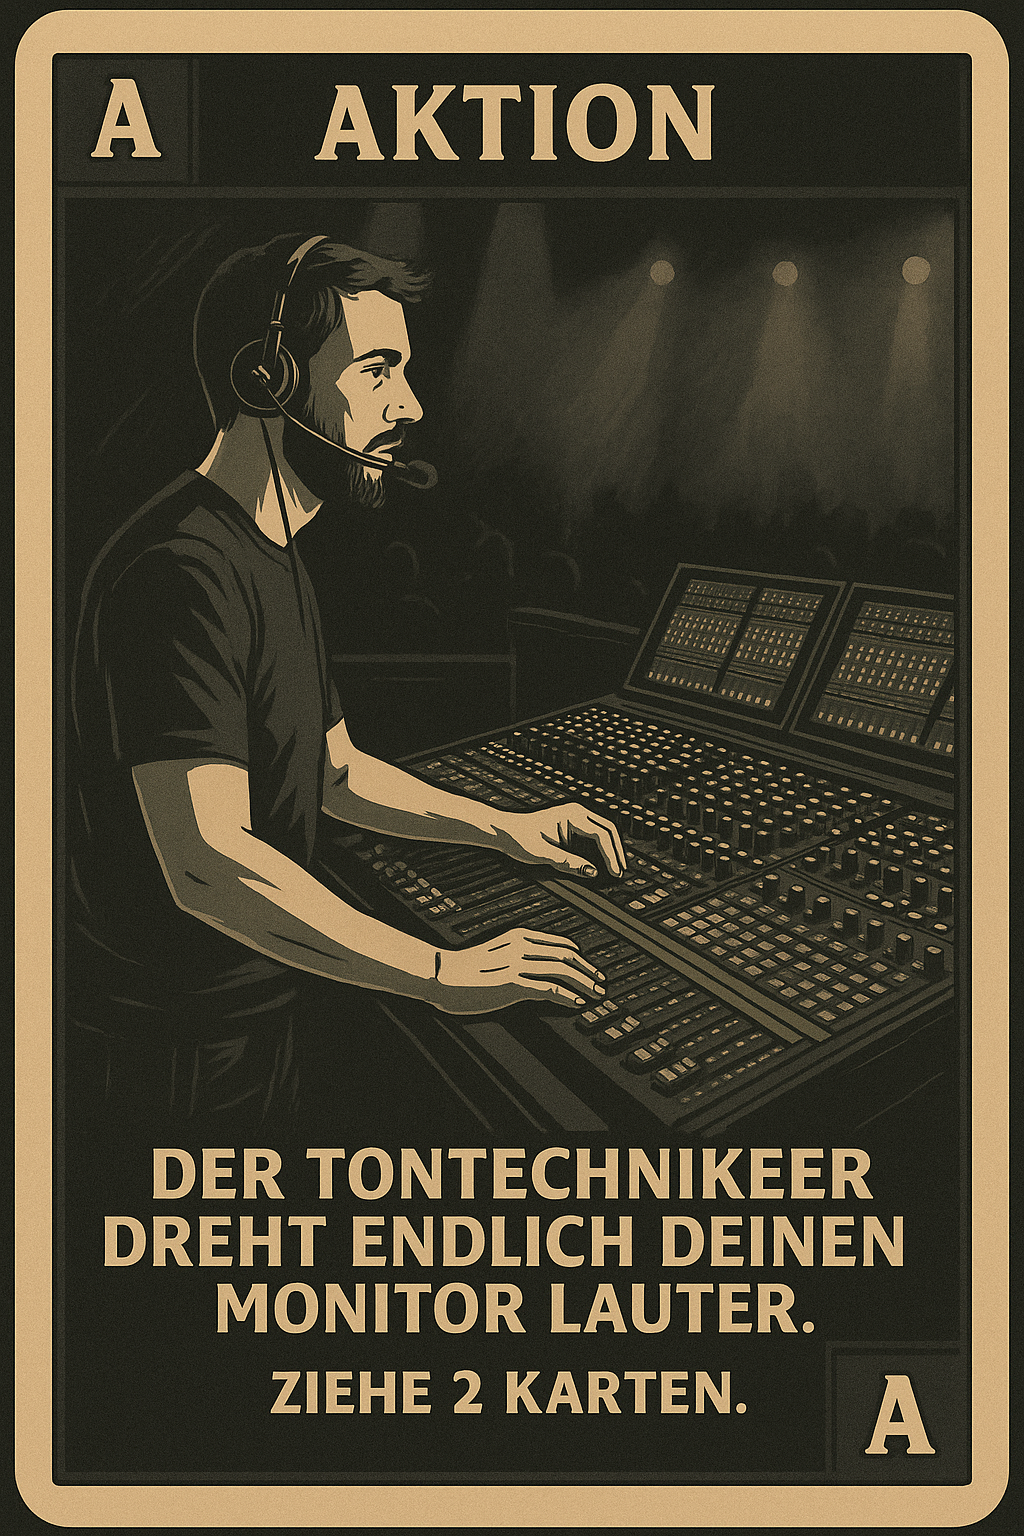 A
AKTION
DER TONTECHNIKEER
DREHT ENDLICH DEINEN
MONITOR LAUTER.
ZIEHE 2 KARTEN.
A